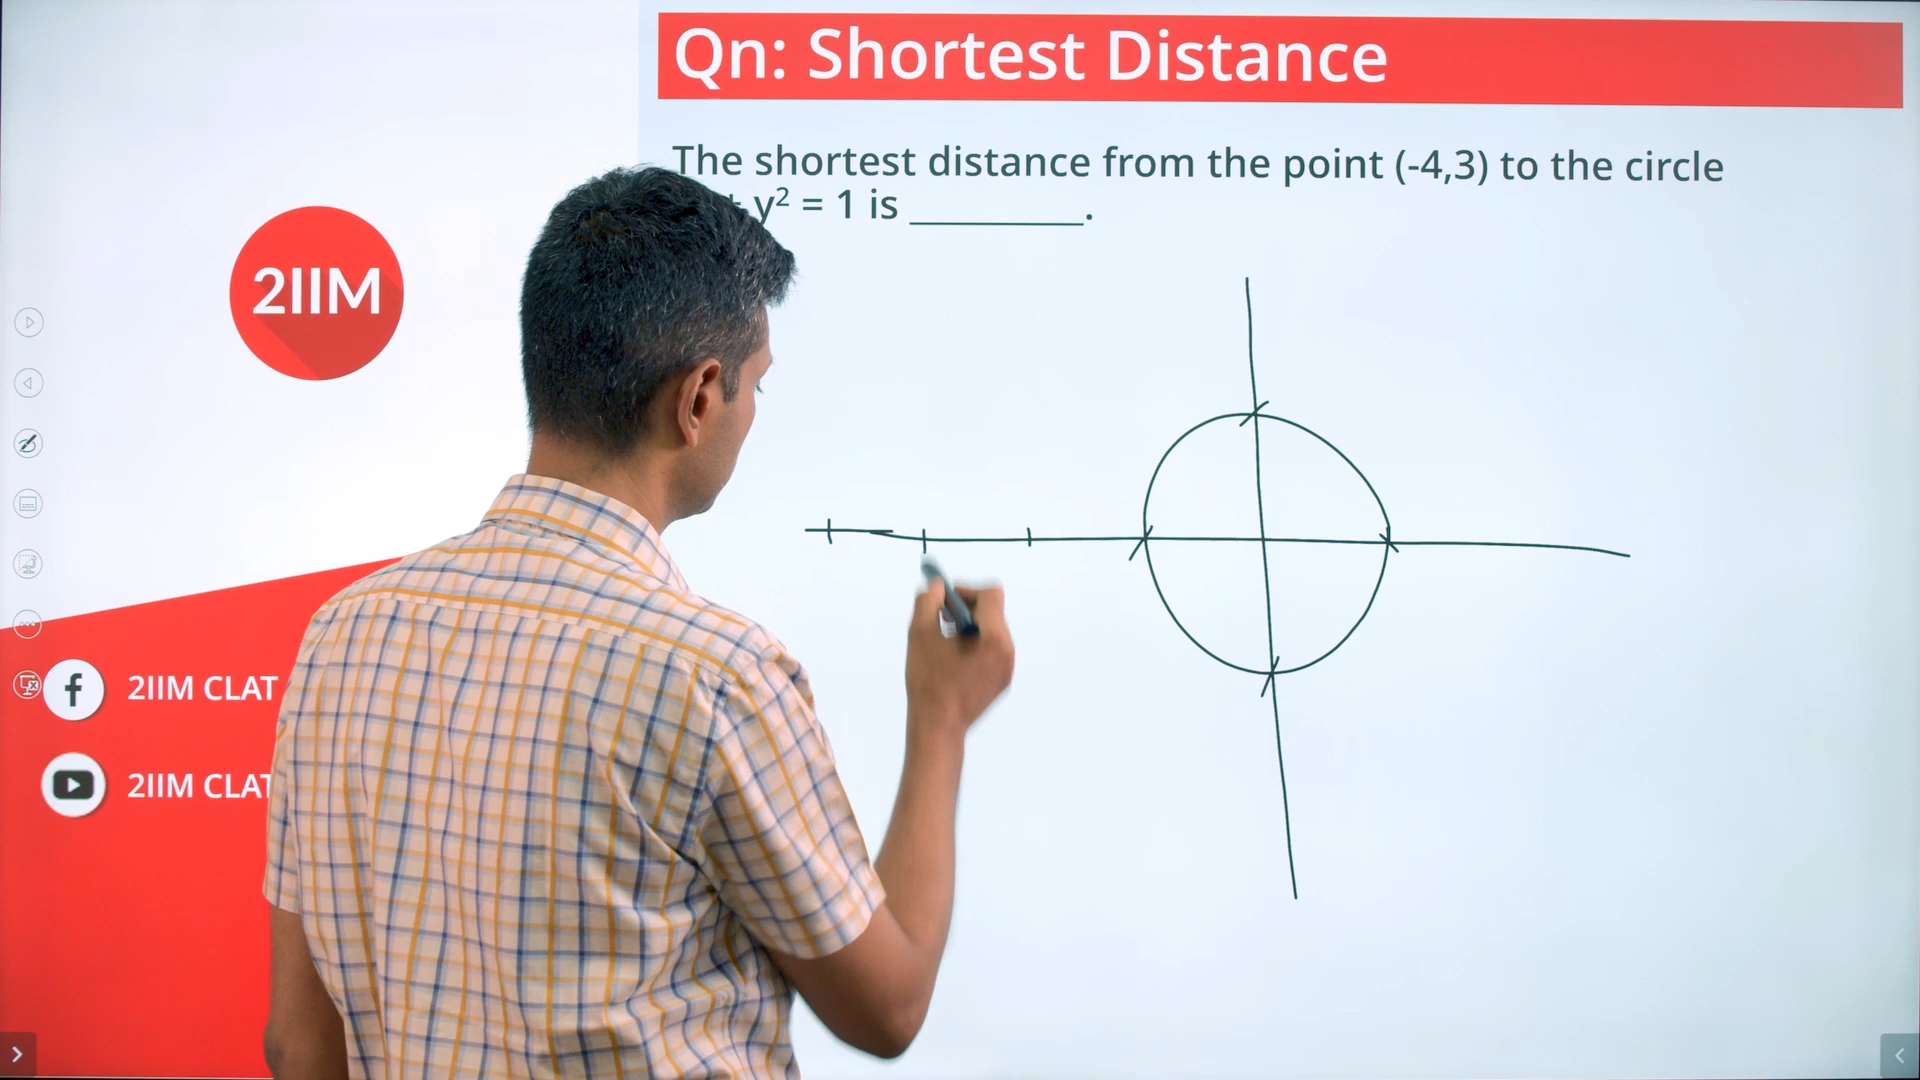 Qn: Shortest Distance
The shortest distance from the point (-4,3) to the circle
y² = 1 is ________.
2IIM
2IIM CLAT
2IIM CLAT